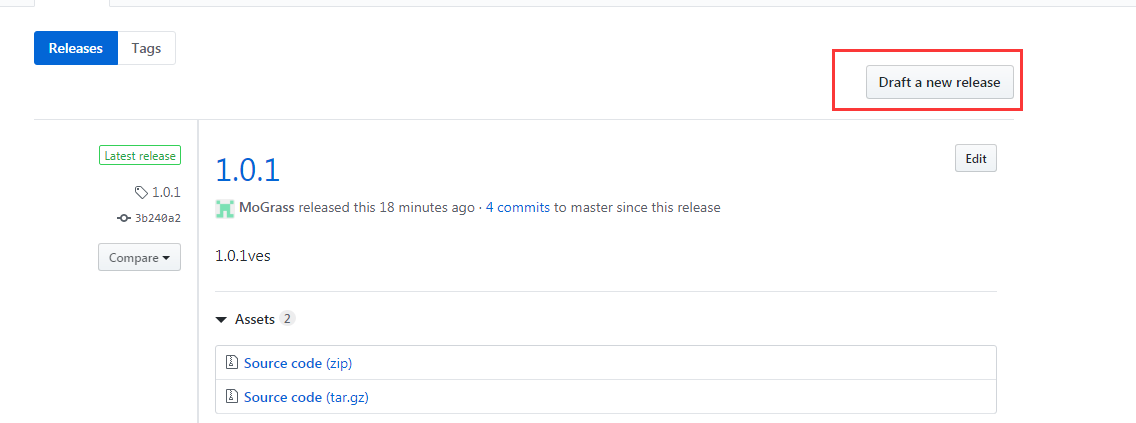 Releases Tags
Draft a new release
Latest release
1.0.1
3b240a2
Compare
1.0.1
Edit
MoGrass released this 18 minutes ago · 4 commits to master since this release
1.0.1ves
Assets 2
Source code (zip)
Source code (tar.gz)